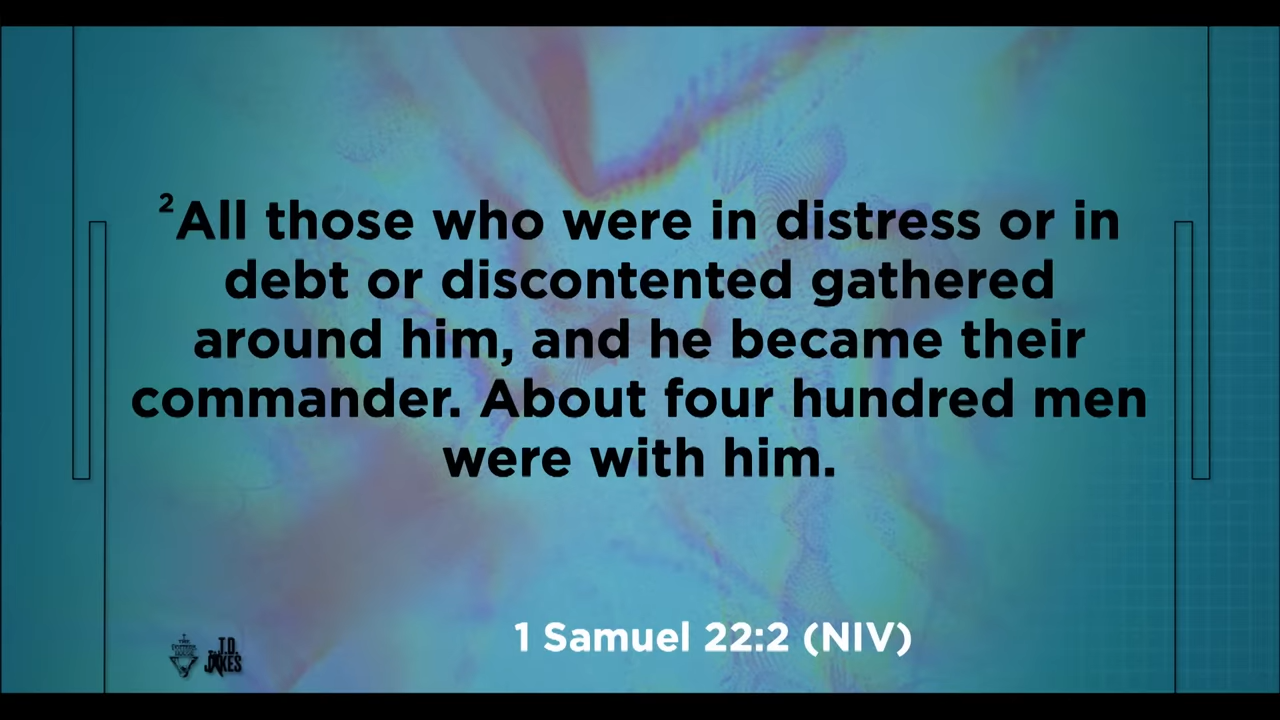 ²All those who were in distress or in
debt or discontented gathered
around him, and he became their
commander. About four hundred men
were with him.
1 Samuel 22:2 (NIV)
T.D.
JAKES